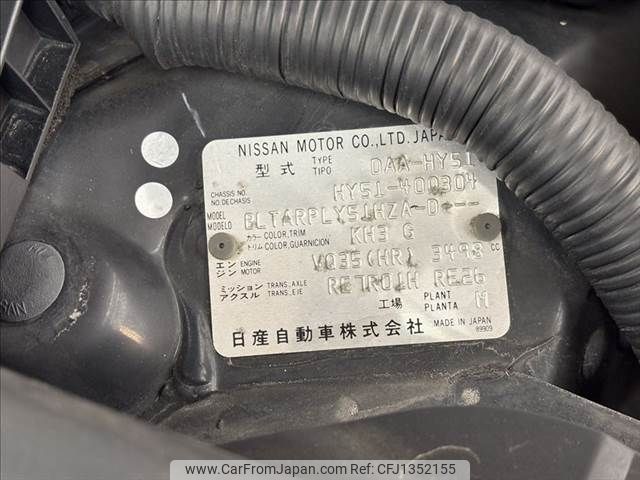 NISSAN MOTOR CO.,LTD. JAPAN
型式 TYPE TIPO DAA-HY51
CHASSIS NO. NO.DE CHASIS HY51-400304
MODEL MODELO BLTARPLY51HZA-D---
カラー トリム COLOR,TRIM COLOR,GUARNICION KH3 G
エンジン ENGINE MOTOR VQ35(HR) 3498 cc
ミッション アクスル TRANS.,AXLE TRANS.,EJE RE7R01H RE26
工場 PLANT PLANTA M
日産自動車株式会社 MADE IN JAPAN
89909
www.CarFromJapan.com - CFJ1352155